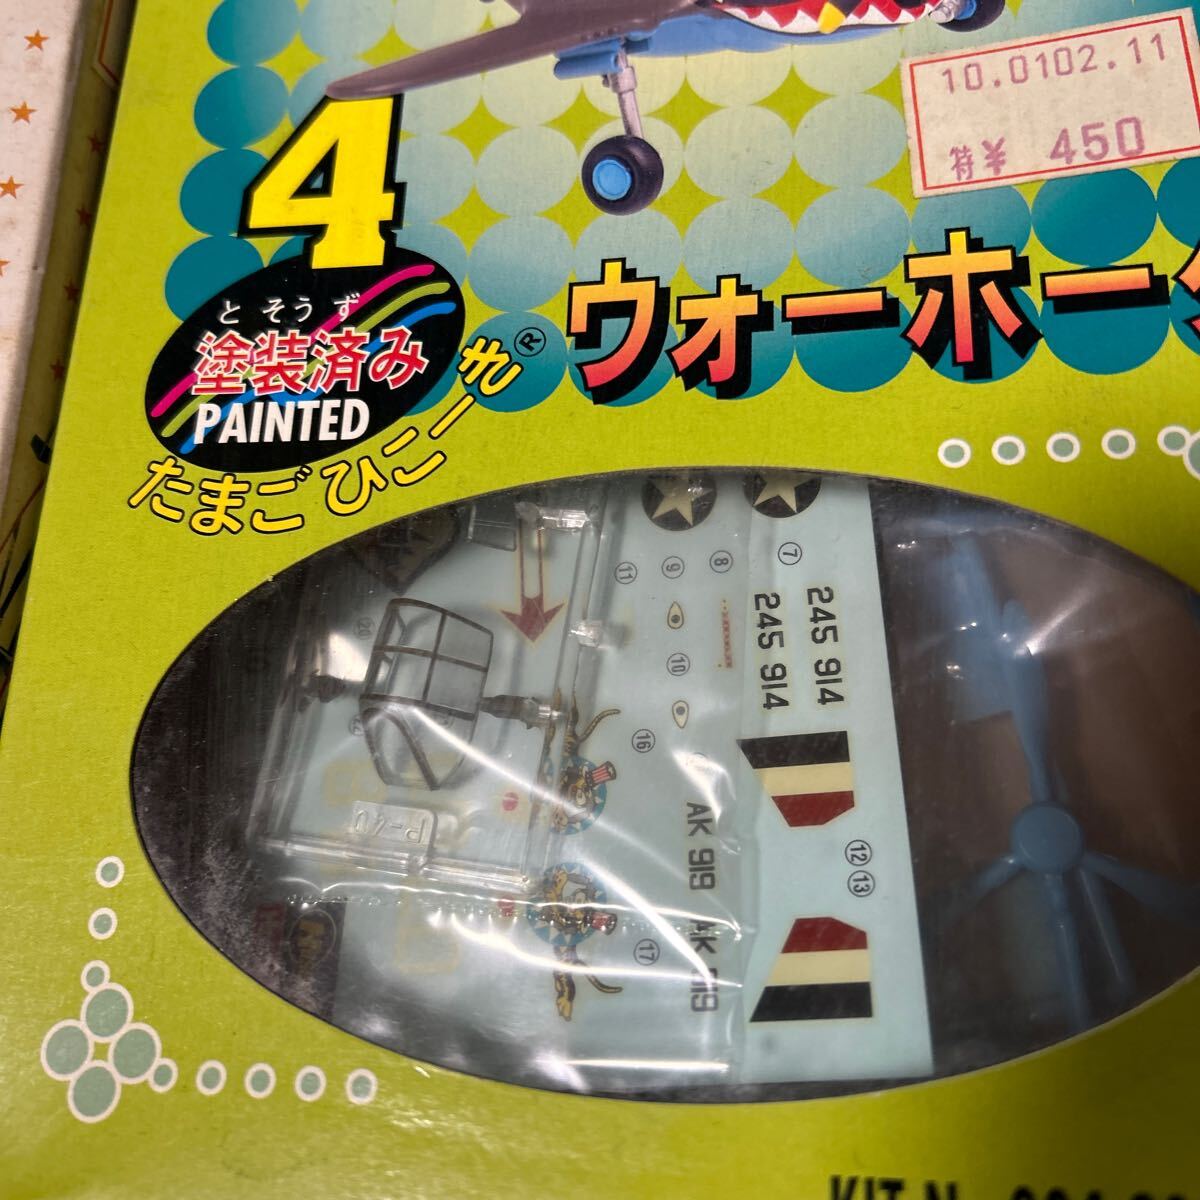 10.0102.11
特¥ 450
4
とそうず
塗装済み
PAINTED
たまごひこーき®
ウォーホーク
⑦
⑧
⑨
⑪
245 914
245 914
⑩
⑯
P-40
AK 919
AK 919
⑫⑬
⑰